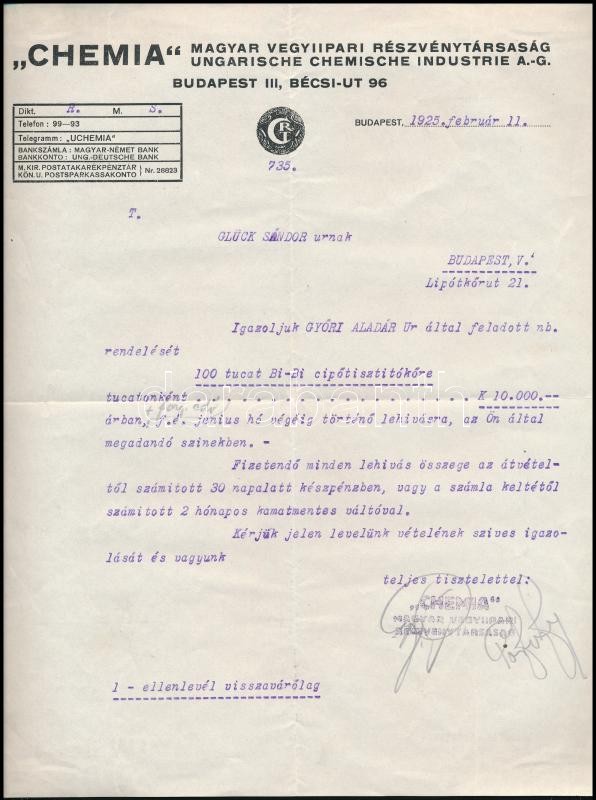 „CHEMIA“ MAGYAR VEGYIIPARI RÉSZVÉNYTÁRSASÁG
UNGARISCHE CHEMISCHE INDUSTRIE A.-G.
BUDAPEST III, BÉCSI-UT 96
Dikt. H. M. S.
Telefon: 99—93
Telegramm: „UCHEMIA“
BANKSZÁMLA: MAGYAR-NÉMET BANK
BANKKONTO: UNG.-DEUTSCHE BANK
M. KIR. POSTATAKARÉKPÉNZTÁR
KÖN. U. POSTSPARKASSAKONTO Nr. 28823
BUDAPEST, 1925. február 11.
735.
T.
GLÜCK SÁNDOR urnak
BUDAPEST, V.
Lipótkörut 21.
Igazoljuk GYŐRI ALADÁR Ur által feladott nb.
rendelését
100 tucat Bi-Bi cipőtisztitókőre
tucatonként . . . . . . . . . . . . . . . . . . . K 10.000.--
árban, f.é. junius hó végéig történő lehivásra, az Ön által
megadandó szinekben. -
Fizetendő minden lehivás összege az átvétel-
től számitott 30 napalatt készpénzben, vagy a számla keltétől
számitott 2 hónapos kamatmentes váltóval.
Kérjük jelen levelünk vételének szives igazo-
lását és vagyunk
teljes tisztelettel:
„CHEMIA“
MAGYAR VEGYIIPARI
RÉSZVÉNYTÁRSASÁG
1 - ellenlevél visszavárólag
darabanth